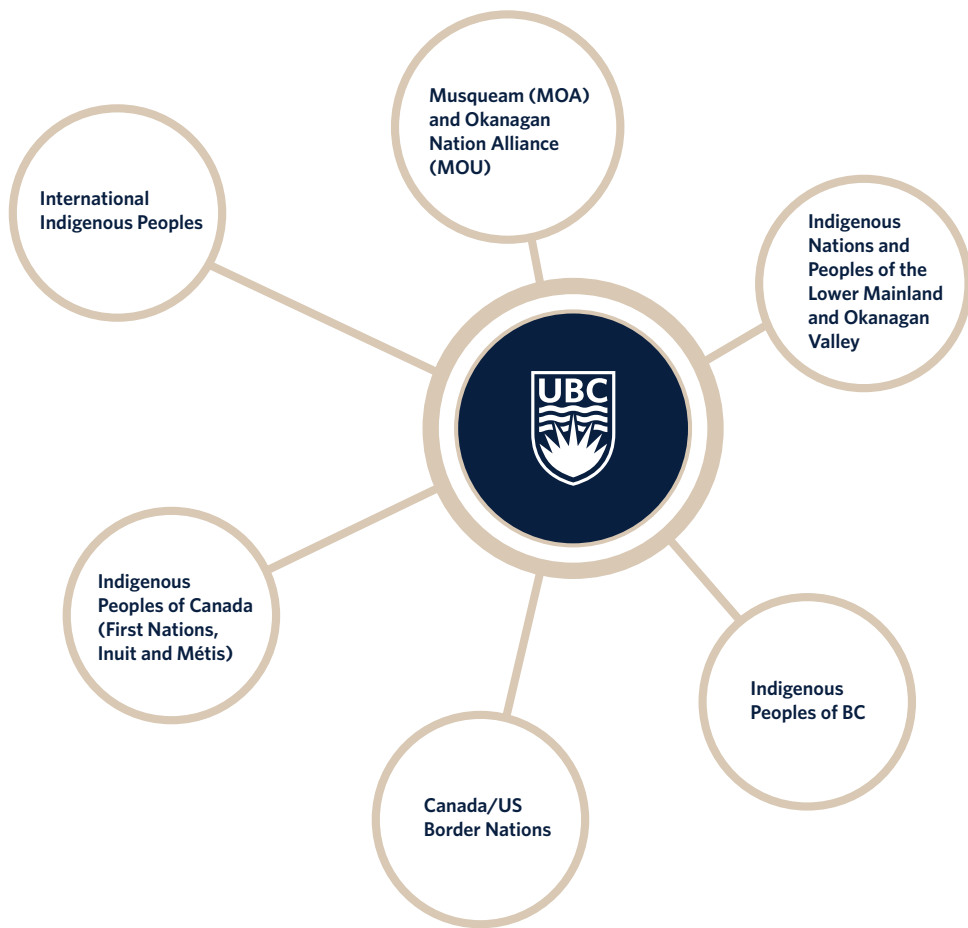 Musqueam (MOA)
and Okanagan
Nation Alliance
(MOU)
International
Indigenous Peoples
Indigenous
Nations and
Peoples of the
Lower Mainland
and Okanagan
Valley
UBC
Indigenous
Peoples of Canada
(First Nations,
Inuit and Métis)
Indigenous
Peoples of BC
Canada/US
Border Nations